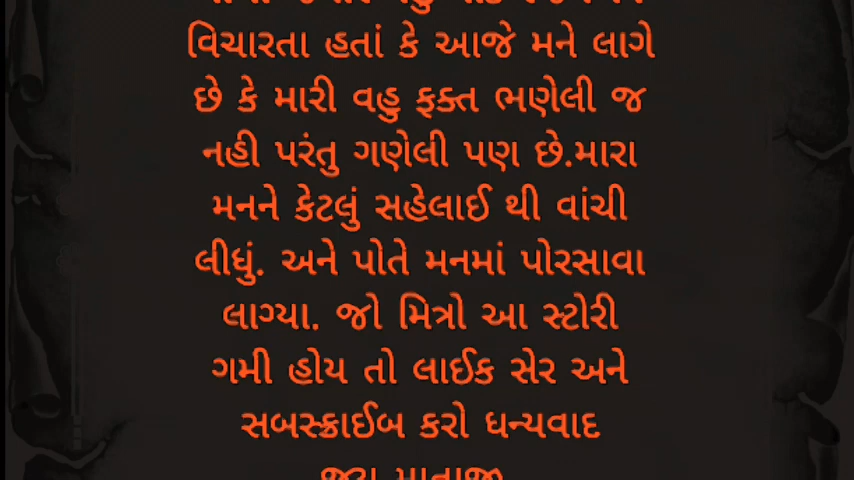 વિચારતા હતાં કે આજે મને લાગે
છે કે મારી વહુ ફક્ત ભણેલી જ
નહી પરંતુ ગણેલી પણ છે.મારા
મનને કેટલું સહેલાઈ થી વાંચી
લીધું. અને પોતે મનમાં પોરસાવા
લાગ્યા. જો મિત્રો આ સ્ટોરી
ગમી હોય તો લાઈક સેર અને
સબસ્ક્રાઈબ કરો ધન્યવાદ
જય માતાજી